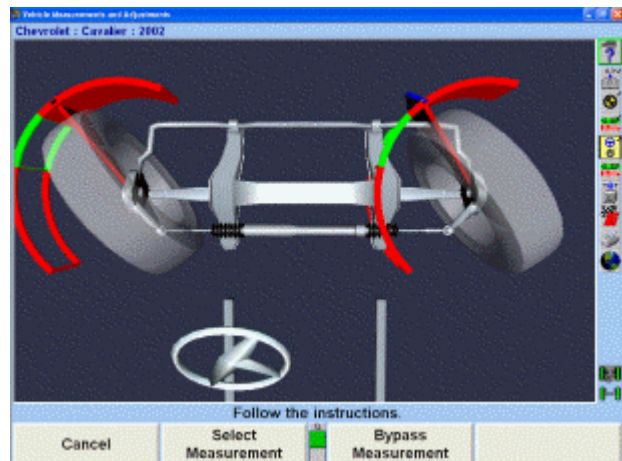 Vehicle Measurements and Adjustments
Chevrolet : Cavalier : 2002
Follow the instructions.
Cancel
Select
Measurement
Bypass
Measurement